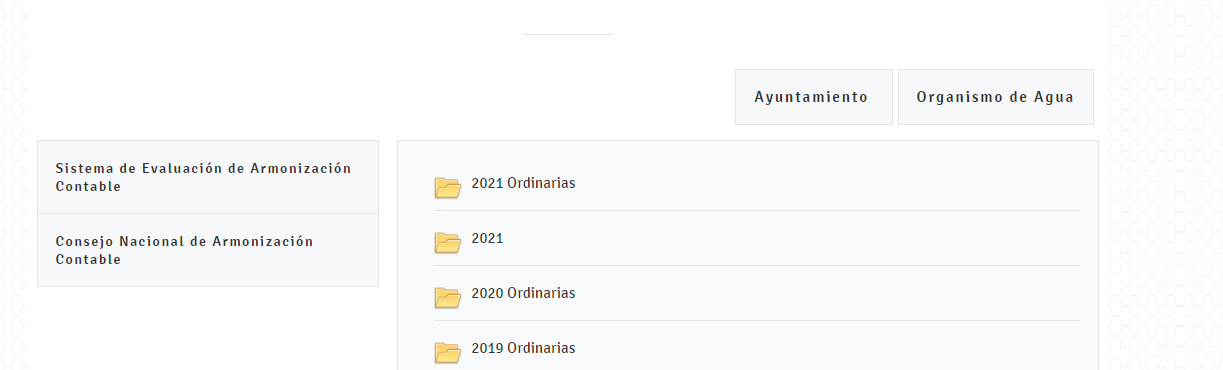 Ayuntamiento
Organismo de Agua
Sistema de Evaluación de Armonización
Contable
Consejo Nacional de Armonización
Contable
2021 Ordinarias
2021
2020 Ordinarias
2019 Ordinarias